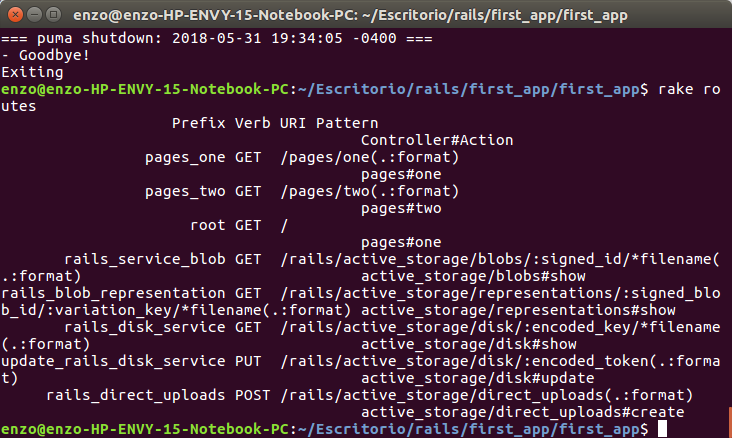 enzo@enzo-HP-ENVY-15-Notebook-PC: ~/Escritorio/rails/first_app/first_app
=== puma shutdown: 2018-05-31 19:34:05 -0400 ===
- Goodbye!
Exiting
enzo@enzo-HP-ENVY-15-Notebook-PC:~/Escritorio/rails/first_app/first_app$ rake ro
utes
Prefix Verb URI Pattern
Controller#Action
pages_one GET /pages/one(.:format)
pages#one
pages_two GET /pages/two(.:format)
pages#two
root GET /
pages#one
rails_service_blob GET /rails/active_storage/blobs/:signed_id/*filename(
.:format) active_storage/blobs#show
rails_blob_representation GET /rails/active_storage/representations/:signed_blo
b_id/:variation_key/*filename(.:format) active_storage/representations#show
rails_disk_service GET /rails/active_storage/disk/:encoded_key/*filename
(.:format) active_storage/disk#show
update_rails_disk_service PUT /rails/active_storage/disk/:encoded_token(.:forma
t) active_storage/disk#update
rails_direct_uploads POST /rails/active_storage/direct_uploads(.:format)
active_storage/direct_uploads#create
enzo@enzo-HP-ENVY-15-Notebook-PC:~/Escritorio/rails/first_app/first_app$